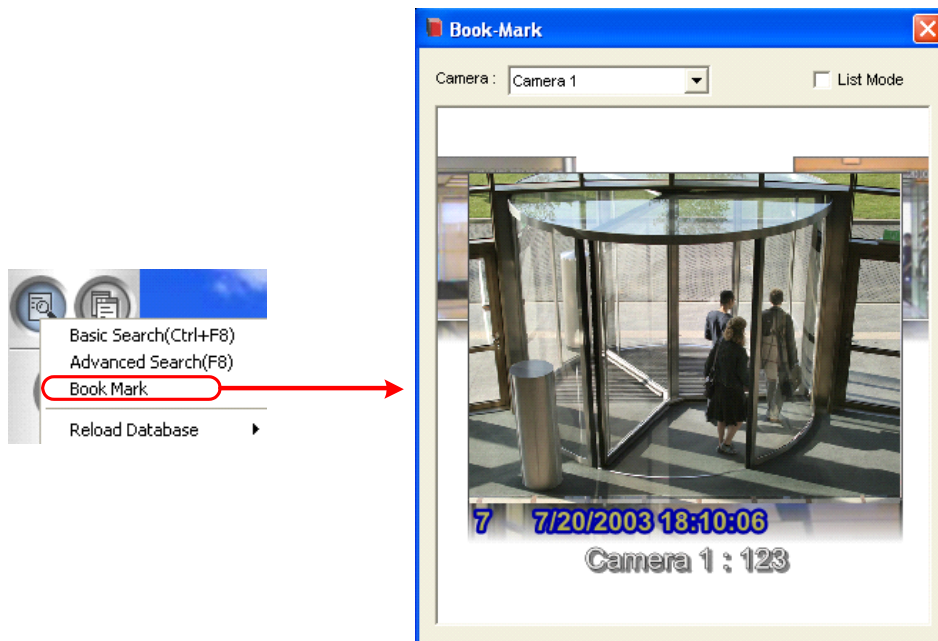 Book-Mark
Camera :
Camera 1
List Mode
Basic Search(Ctrl+F8)
Advanced Search(F8)
Book Mark
Reload Database
7 7/20/2003 18:10:06
Camera 1 : 123